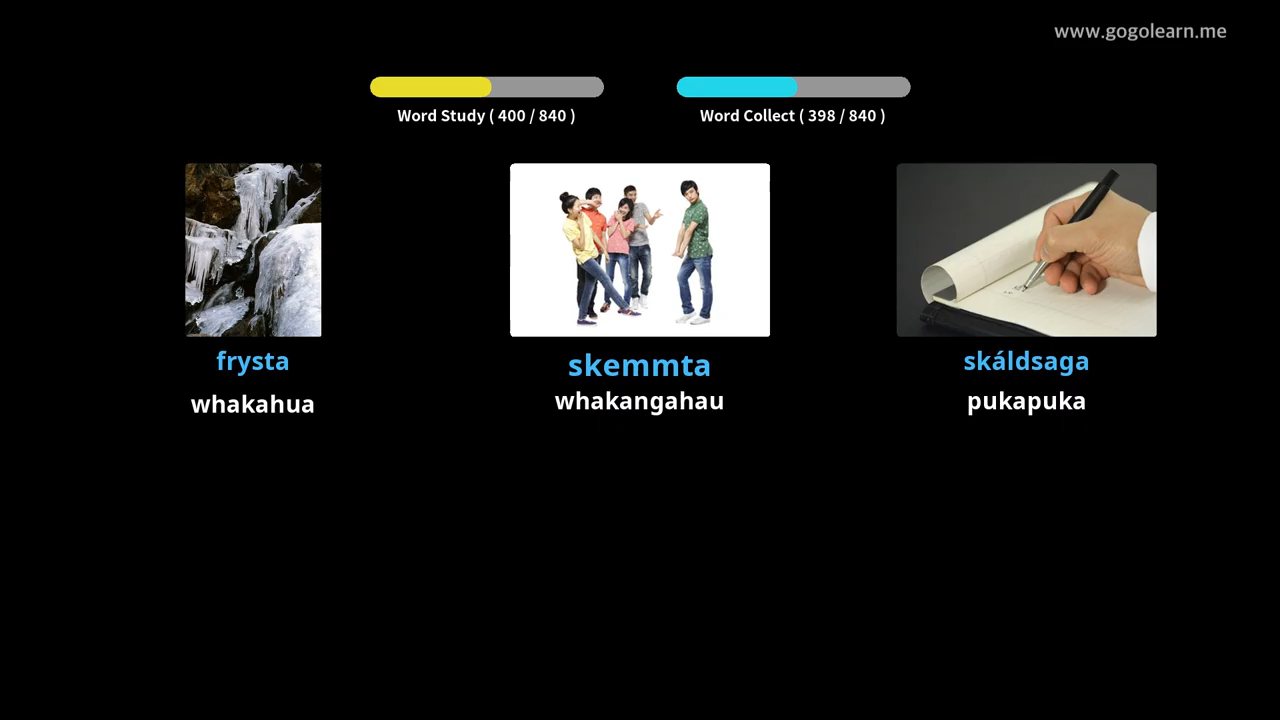 www.gogolearn.me
Word Study ( 400 / 840 )
Word Collect ( 398 / 840 )
frysta
skemmta
skáldsaga
whakahua
whakangahau
pukapuka